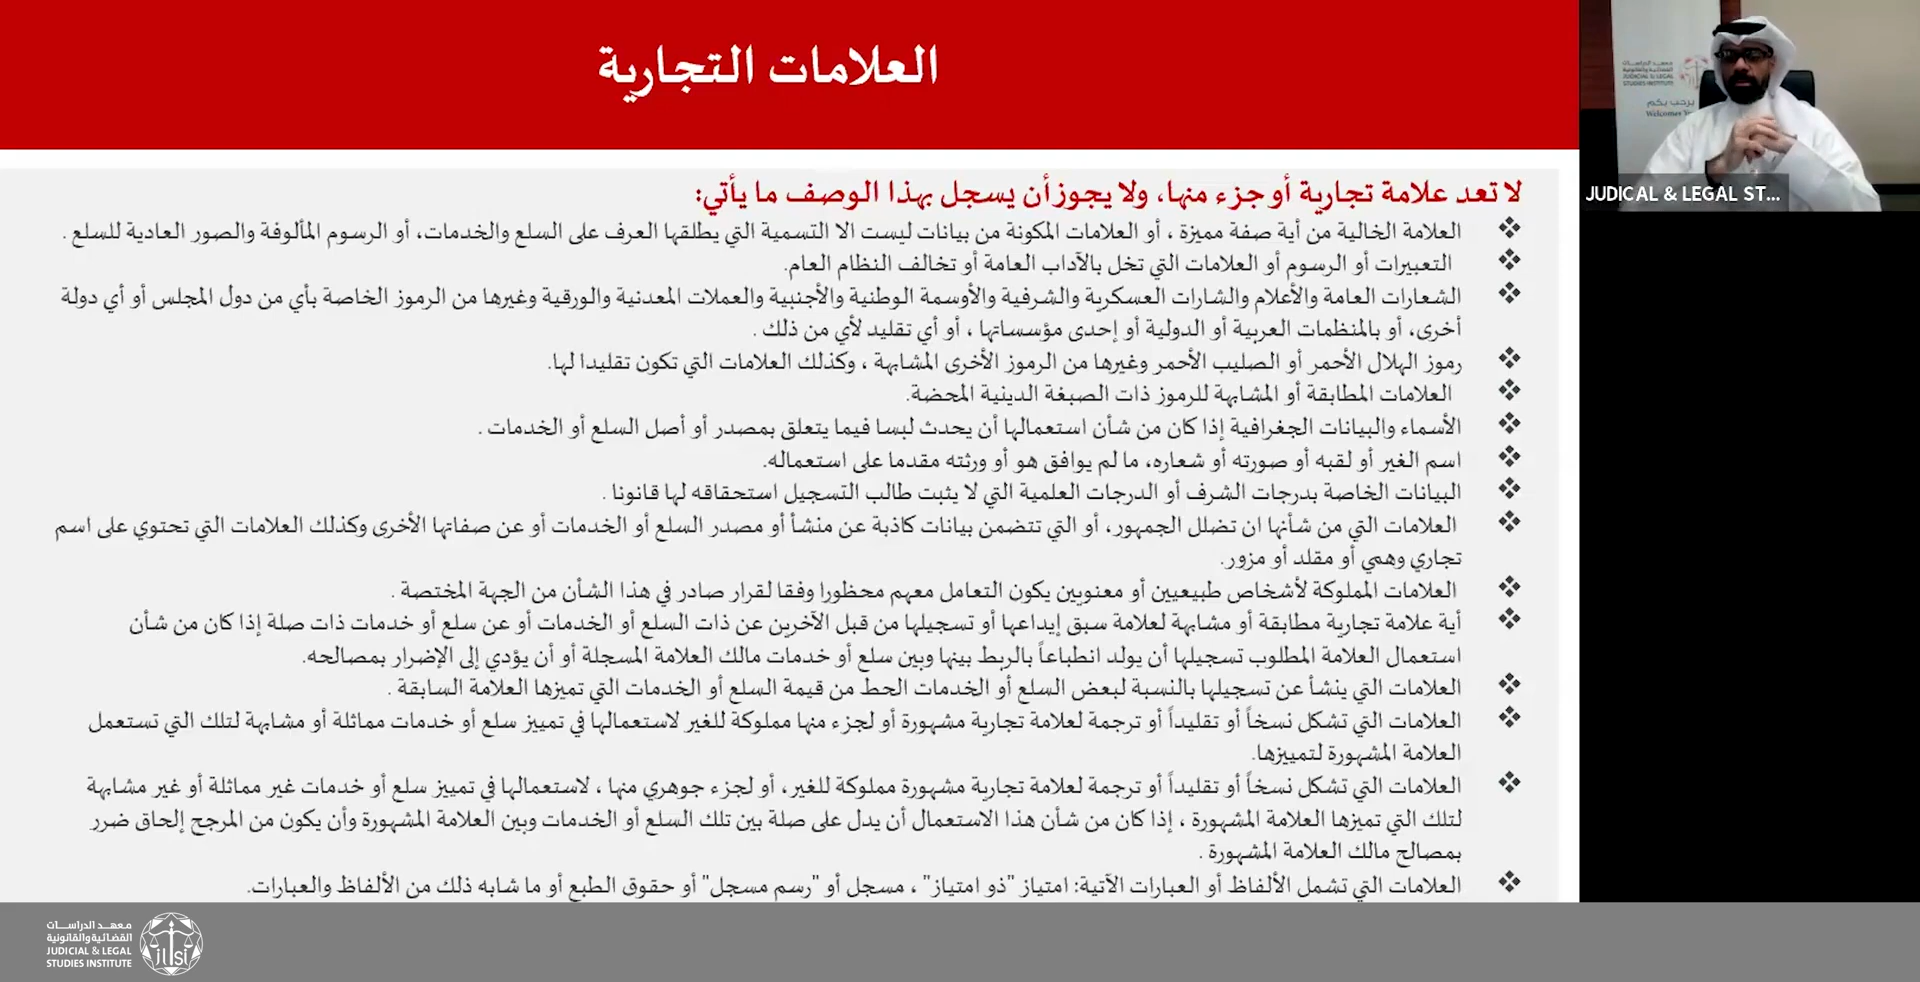 العلامات التجارية
لا تعد علامة تجارية أو جزء منها، ولا يجوز أن يسجل بهذا الوصف ما يأتي:
❖ العلامة الخالية من أية صفة مميزة ، أو العلامات المكونة من بيانات ليست الا التسمية التي يطلقها العرف على السلع والخدمات، أو الرسوم المألوفة والصور العادية للسلع .
❖ التعبيرات أو الرسوم أو العلامات التي تخل بالآداب العامة أو تخالف النظام العام.
❖ الشعارات العامة والأعلام والشارات العسكرية والشرفية والأوسمة الوطنية والأجنبية والعملات المعدنية والورقية وغيرها من الرموز الخاصة بأي من دول المجلس أو أي دولة
أخرى، أو بالمنظمات العربية أو الدولية أو إحدى مؤسساتها ، أو أي تقليد لأي من ذلك .
❖ رموز الهلال الأحمر أو الصليب الأحمر وغيرها من الرموز الأخرى المشابهة ، وكذلك العلامات التي تكون تقليدا لها.
❖ العلامات المطابقة أو المشابهة للرموز ذات الصبغة الدينية المحضة.
❖ الأسماء والبيانات الجغرافية إذا كان من شأن استعمالها أن يحدث لبسا فيما يتعلق بمصدر أو أصل السلع أو الخدمات .
❖ اسم الغير أو لقبه أو صورته أو شعاره، ما لم يوافق هو أو ورثته مقدما على استعماله.
❖ البيانات الخاصة بدرجات الشرف أو الدرجات العلمية التي لا يثبت طالب التسجيل استحقاقه لها قانونا .
❖ العلامات التي من شأنها ان تضلل الجمهور، أو التي تتضمن بيانات كاذبة عن منشأ أو مصدر السلع أو الخدمات أو عن صفاتها الأخرى وكذلك العلامات التي تحتوي على اسم
تجاري وهمي أو مقلد أو مزور.
❖ العلامات المملوكة لأشخاص طبيعيين أو معنويين يكون التعامل معهم محظورا وفقا لقرار صادر في هذا الشأن من الجهة المختصة .
❖ أية علامة تجارية مطابقة أو مشابهة لعلامة سبق إيداعها أو تسجيلها من قبل الآخرين عن ذات السلع أو الخدمات أو عن سلع أو خدمات ذات صلة إذا كان من شأن
استعمال العلامة المطلوب تسجيلها أن يولد انطباعاً بالربط بينها وبين سلع أو خدمات مالك العلامة المسجلة أو أن يؤدي إلى الإضرار بمصالحه.
❖ العلامات التي ينشأ عن تسجيلها بالنسبة لبعض السلع أو الخدمات الحط من قيمة السلع أو الخدمات التي تميزها العلامة السابقة .
❖ العلامات التي تشكل نسخاً أو تقليداً أو ترجمة لعلامة تجارية مشهورة أو لجزء منها مملوكة للغير لاستعمالها في تمييز سلع أو خدمات مماثلة أو مشابهة لتلك التي تستعمل
العلامة المشهورة لتمييزها.
❖ العلامات التي تشكل نسخاً أو تقليداً أو ترجمة لعلامة تجارية مشهورة مملوكة للغير، أو لجزء جوهري منها ، لاستعمالها في تمييز سلع أو خدمات غير مماثلة أو غير مشابهة
لتلك التي تميزها العلامة المشهورة ، إذا كان من شأن هذا الاستعمال أن يدل على صلة بين تلك السلع أو الخدمات وبين العلامة المشهورة وأن يكون من المرجح إلحاق ضرر
بمصالح مالك العلامة المشهورة .
❖ العلامات التي تشمل الألفاظ أو العبارات الآتية: امتياز "ذو امتياز" ، مسجل أو "رسم مسجل" أو حقوق الطبع أو ما شابه ذلك من الألفاظ والعبارات.
معهد الدراسات
القضائية والقانونية
JUDICIAL & LEGAL
STUDIES INSTITUTE
يرحب بكم
JUDICAL & LEGAL ST...
معهد الدراسات
القضائية والقانونية
JUDICIAL & LEGAL
STUDIES INSTITUTE
jlsi